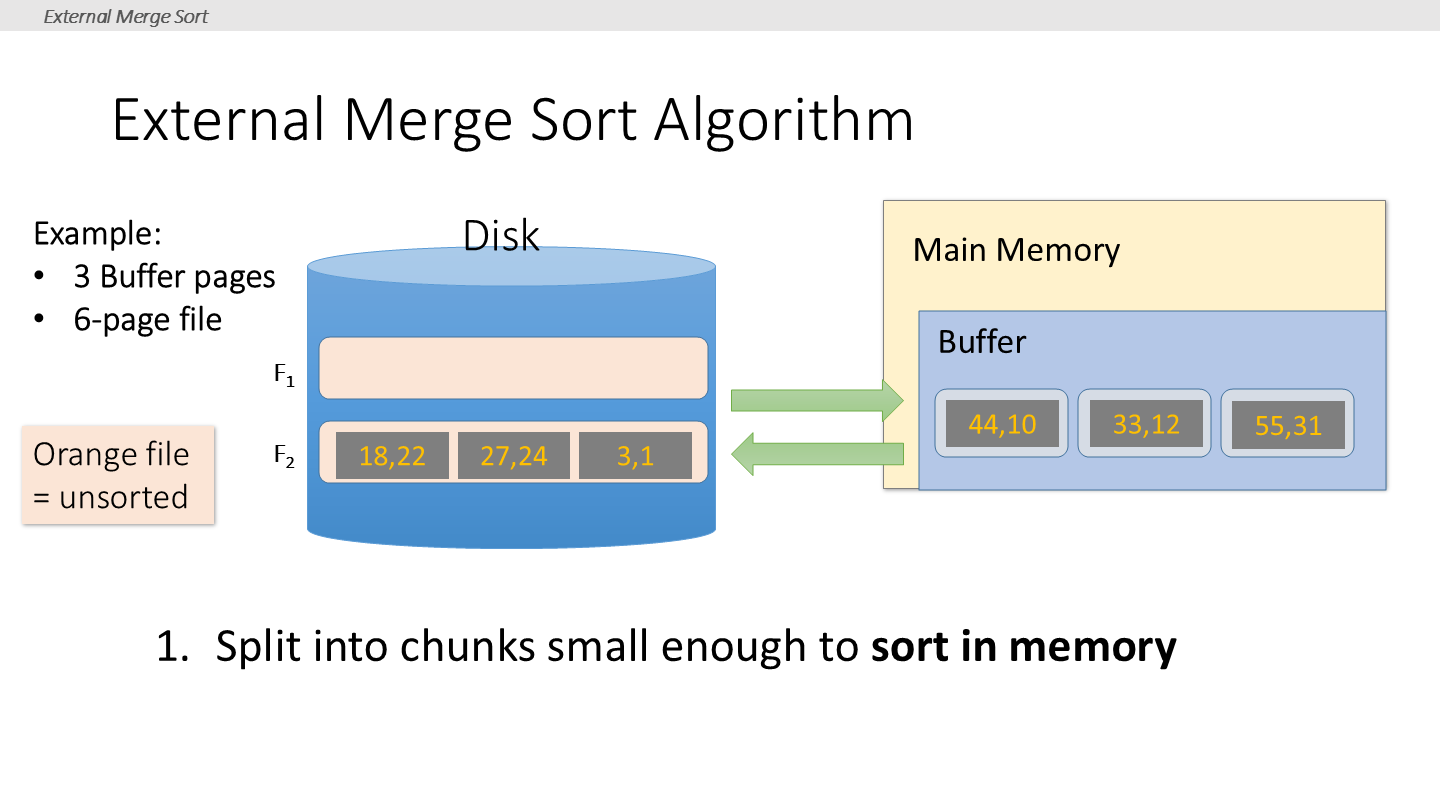 External Merge Sort
External Merge Sort Algorithm
Example:
• 3 Buffer pages
• 6-page file
Disk
F1
F2
18,22 27,24 3,1
Orange file
= unsorted
Main Memory
Buffer
44,10 33,12 55,31
1. Split into chunks small enough to sort in memory